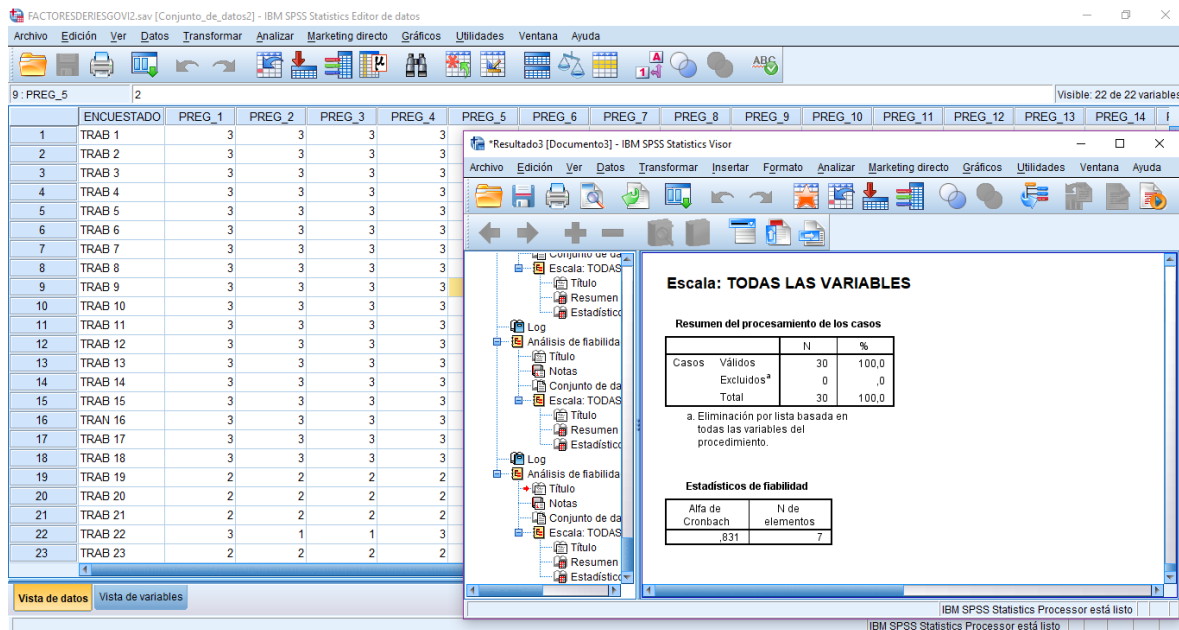 FACTORESDERIESGOVI2.sav [Conjunto_de_datos2] - IBM SPSS Statistics Editor de datos
Archivo Edición Ver Datos Transformar Analizar Marketing directo Gráficos Utilidades Ventana Ayuda
9 : PREG_5 2 Visible: 22 de 22 variables
ENCUESTADO PREG_1 PREG_2 PREG_3 PREG_4 PREG_5 PREG_6 PREG_7 PREG_8 PREG_9 PREG_10 PREG_11 PREG_12 PREG_13 PREG_14
1 TRAB 1 3 3 3 3
2 TRAB 2 3 3 3 3
3 TRAB 3 3 3 3 3
4 TRAB 4 3 3 3 3
5 TRAB 5 3 3 3 3
6 TRAB 6 3 3 3 3
7 TRAB 7 3 3 3 3
8 TRAB 8 3 3 3 3
9 TRAB 9 3 3 3 3
10 TRAB 10 3 3 3 3
11 TRAB 11 3 3 3 3
12 TRAB 12 3 3 3 3
13 TRAB 13 3 3 3 3
14 TRAB 14 3 3 3 3
15 TRAB 15 3 3 3 3
16 TRAN 16 3 3 3 3
17 TRAB 17 3 3 3 3
18 TRAB 18 3 3 3 3
19 TRAB 19 2 2 2 2
20 TRAB 20 2 2 2 2
21 TRAB 21 2 2 2 2
22 TRAB 22 3 1 1 3
23 TRAB 23 2 2 2 2
Vista de datos Vista de variables
*Resultado3 [Documento3] - IBM SPSS Statistics Visor
Archivo Edición Ver Datos Transformar Insertar Formato Analizar Marketing directo Gráficos Utilidades Ventana Ayuda
Conjunto de da
Escala: TODAS
Título
Resumen
Estadístic
Log
Análisis de fiabilida
Título
Notas
Conjunto de da
Escala: TODAS
Título
Resumen
Estadístic
Log
Análisis de fiabilida
Título
Notas
Conjunto de da
Escala: TODAS
Título
Resumen
Estadístic
Escala: TODAS LAS VARIABLES
Resumen del procesamiento de los casos
N %
Casos Válidos 30 100,0
Excluidosª 0 ,0
Total 30 100,0
a. Eliminación por lista basada en
todas las variables del
procedimiento.
Estadísticos de fiabilidad
Alfa de N de
Cronbach elementos
,831 7
IBM SPSS Statistics Processor está listo
IBM SPSS Statistics Processor está listo